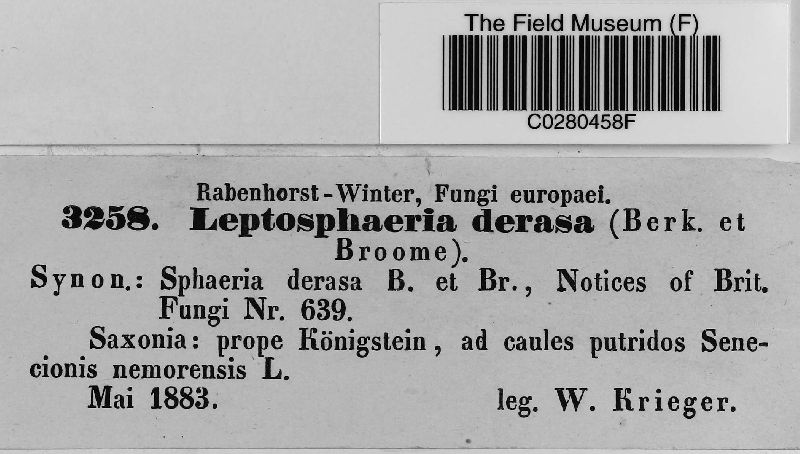 The Field Museum (F)
C0280458F
Rabenhorst-Winter, Fungi europaei.
3258. Leptosphaeria derasa (Berk. et
Broome).
Synon.: Sphaeria derasa B. et Br., Notices of Brit.
Fungi Nr. 639.
Saxonia: prope Königstein, ad caules putridos Sene-
cionis nemorensis L.
Mai 1883. leg. W. Krieger.